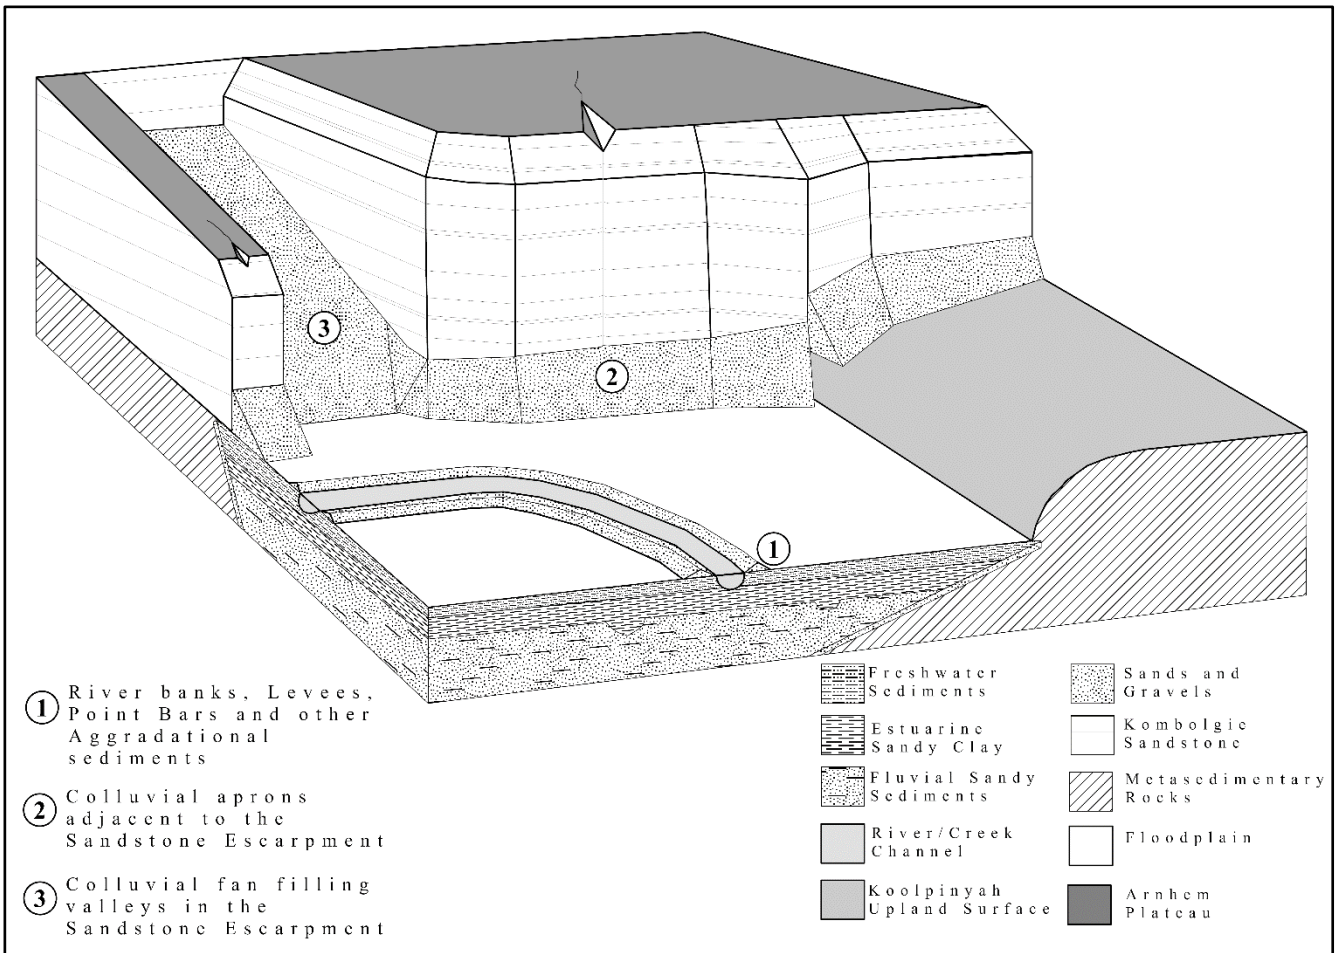 3
2
1
1 River banks, Levees,
Point Bars and other
Aggradational
sediments
2 Colluvial aprons
adjacent to the
Sandstone Escarpment
3 Colluvial fan filling
valleys in the
Sandstone Escarpment
Freshwater
Sediments
Estuarine
Sandy Clay
Fluvial Sandy
Sediments
River/Creek
Channel
Koolpinyah
Upland Surface
Sands and
Gravels
Kombolgie
Sandstone
Metasedimentary
Rocks
Floodplain
Arnhem
Plateau